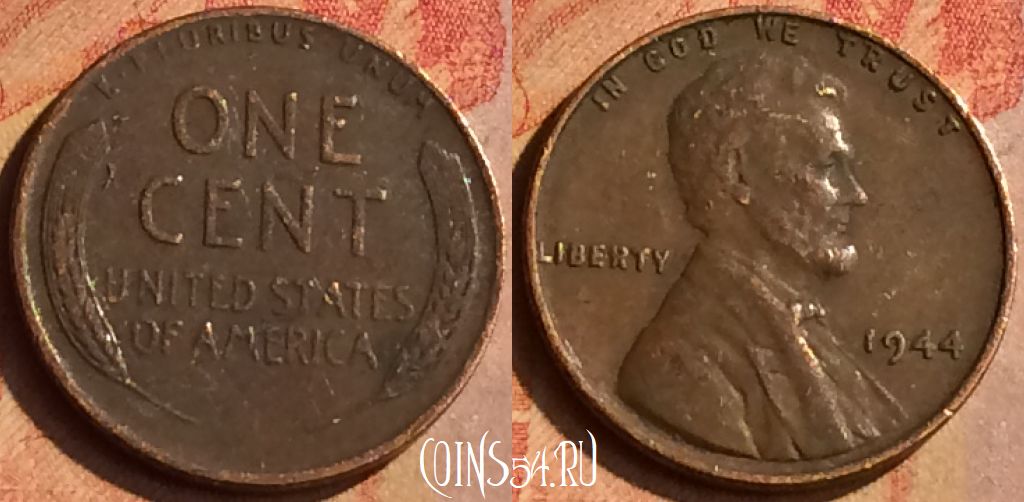 E. PLURIBUS UNUM
ONE
CENT
UNITED STATES
OF AMERICA
IN GOD WE TRUST
LIBERTY
1944
COINS54.RU